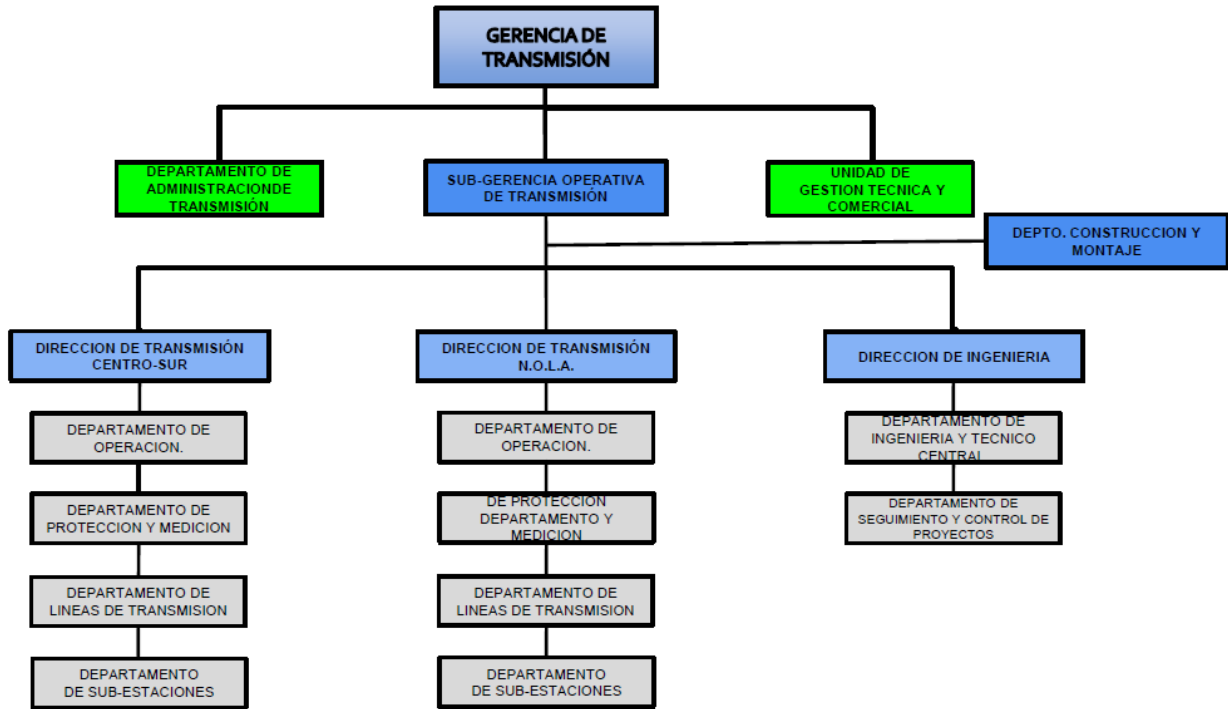 GERENCIA DE
TRANSMISIÓN
DEPARTAMENTO DE
ADMINISTRACIONDE
TRANSMISIÓN
SUB-GERENCIA OPERATIVA
DE TRANSMISIÓN
UNIDAD DE
GESTION TECNICA Y
COMERCIAL
DEPTO. CONSTRUCCION Y
MONTAJE
DIRECCION DE TRANSMISIÓN
CENTRO-SUR
DIRECCION DE TRANSMISIÓN
N.O.L.A.
DIRECCION DE INGENIERIA
DEPARTAMENTO DE
OPERACION.
DEPARTAMENTO DE
OPERACION.
DEPARTAMENTO DE
INGENIERIA Y TECNICO
CENTRAL
DEPARTAMENTO DE
PROTECCION Y MEDICION
DE PROTECCION
DEPARTAMENTO Y
MEDICION
DEPARTAMENTO DE
SEGUIMIENTO Y CONTROL DE
PROYECTOS
DEPARTAMENTO DE
LINEAS DE TRANSMISION
DEPARTAMENTO DE
LINEAS DE TRANSMISION
DEPARTAMENTO
DE SUB-ESTACIONES
DEPARTAMENTO
DE SUB-ESTACIONES